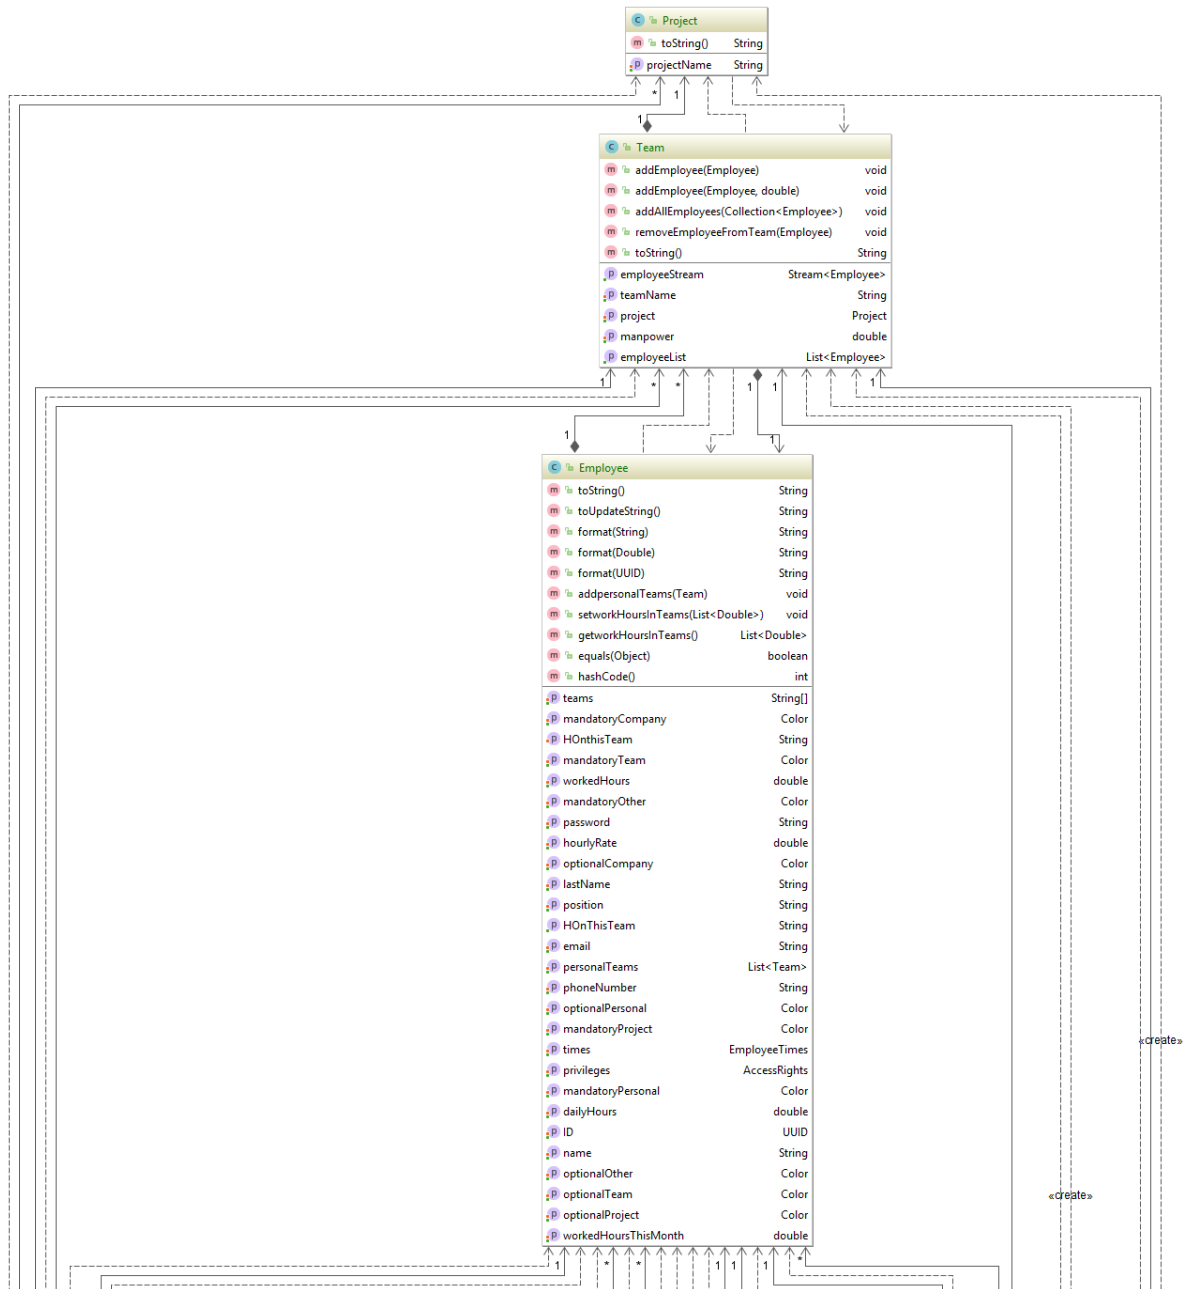 Project
toString() String
projectName String
* 1
1
Team
addEmployee(Employee) void
addEmployee(Employee, double) void
addAllEmployees(Collection<Employee>) void
removeEmployeeFromTeam(Employee) void
toString() String
employeeStream Stream<Employee>
teamName String
project Project
manpower double
employeeList List<Employee>
1 * * 1 1 1
1 1
Employee
toString() String
toUpdateString() String
format(String) String
format(Double) String
format(UUID) String
addpersonalTeams(Team) void
setworkHoursInTeams(List<Double>) void
getworkHoursInTeams() List<Double>
equals(Object) boolean
hashCode() int
teams String[]
mandatoryCompany Color
HOnthisTeam String
mandatoryTeam Color
workedHours double
mandatoryOther Color
password String
hourlyRate double
optionalCompany Color
lastName String
position String
HOnThisTeam String
email String
personalTeams List<Team>
phoneNumber String
optionalPersonal Color
mandatoryProject Color
«create»
times EmployeeTimes
privileges AccessRights
mandatoryPersonal Color
dailyHours double
ID UUID
name String
optionalOther Color
optionalTeam Color
«create»
optionalProject Color
workedHoursThisMonth double
1 * * 1 1 1 *